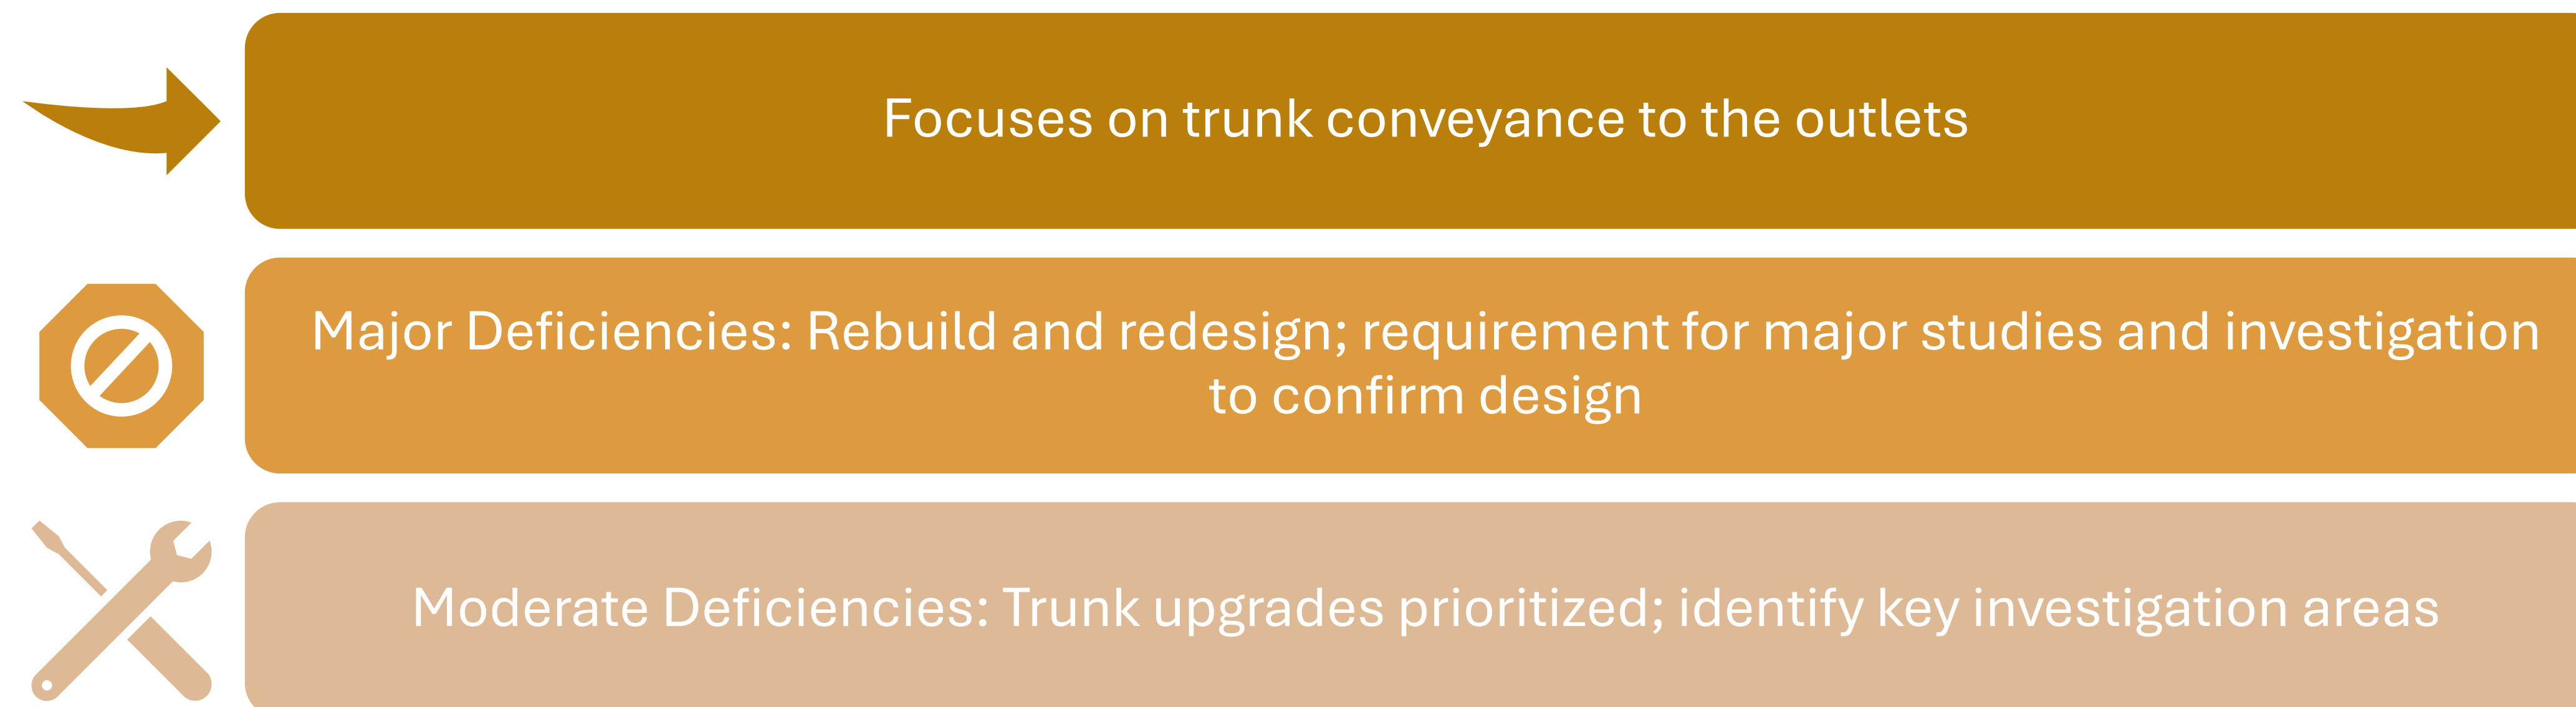 Focuses on trunk conveyance to the outlets
Major Deficiencies: Rebuild and redesign; requirement for major studies and investigation
to confirm design
Moderate Deficiencies: Trunk upgrades prioritized; identify key investigation areas